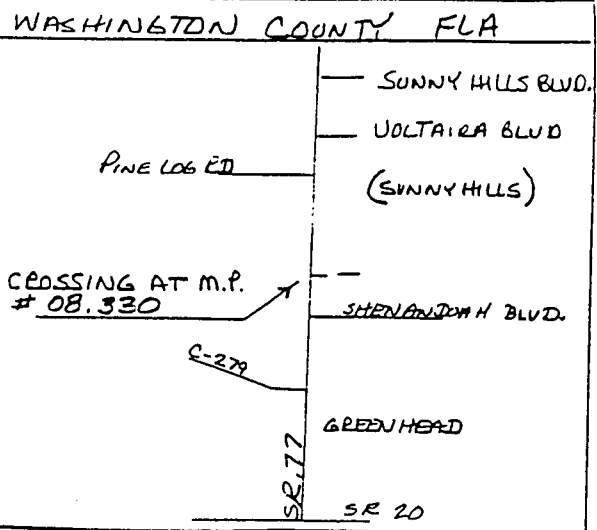 WASHINGTON COUNTY FLA
SUNNY HILLS BLVD.
VOLTAIRA BLVD
PINE LOG RD
(SUNNY HILLS)
CROSSING AT M.P.
# 08.330
SHENANDOAH BLVD.
C-279
GREENHEAD
SR.77
SR 20